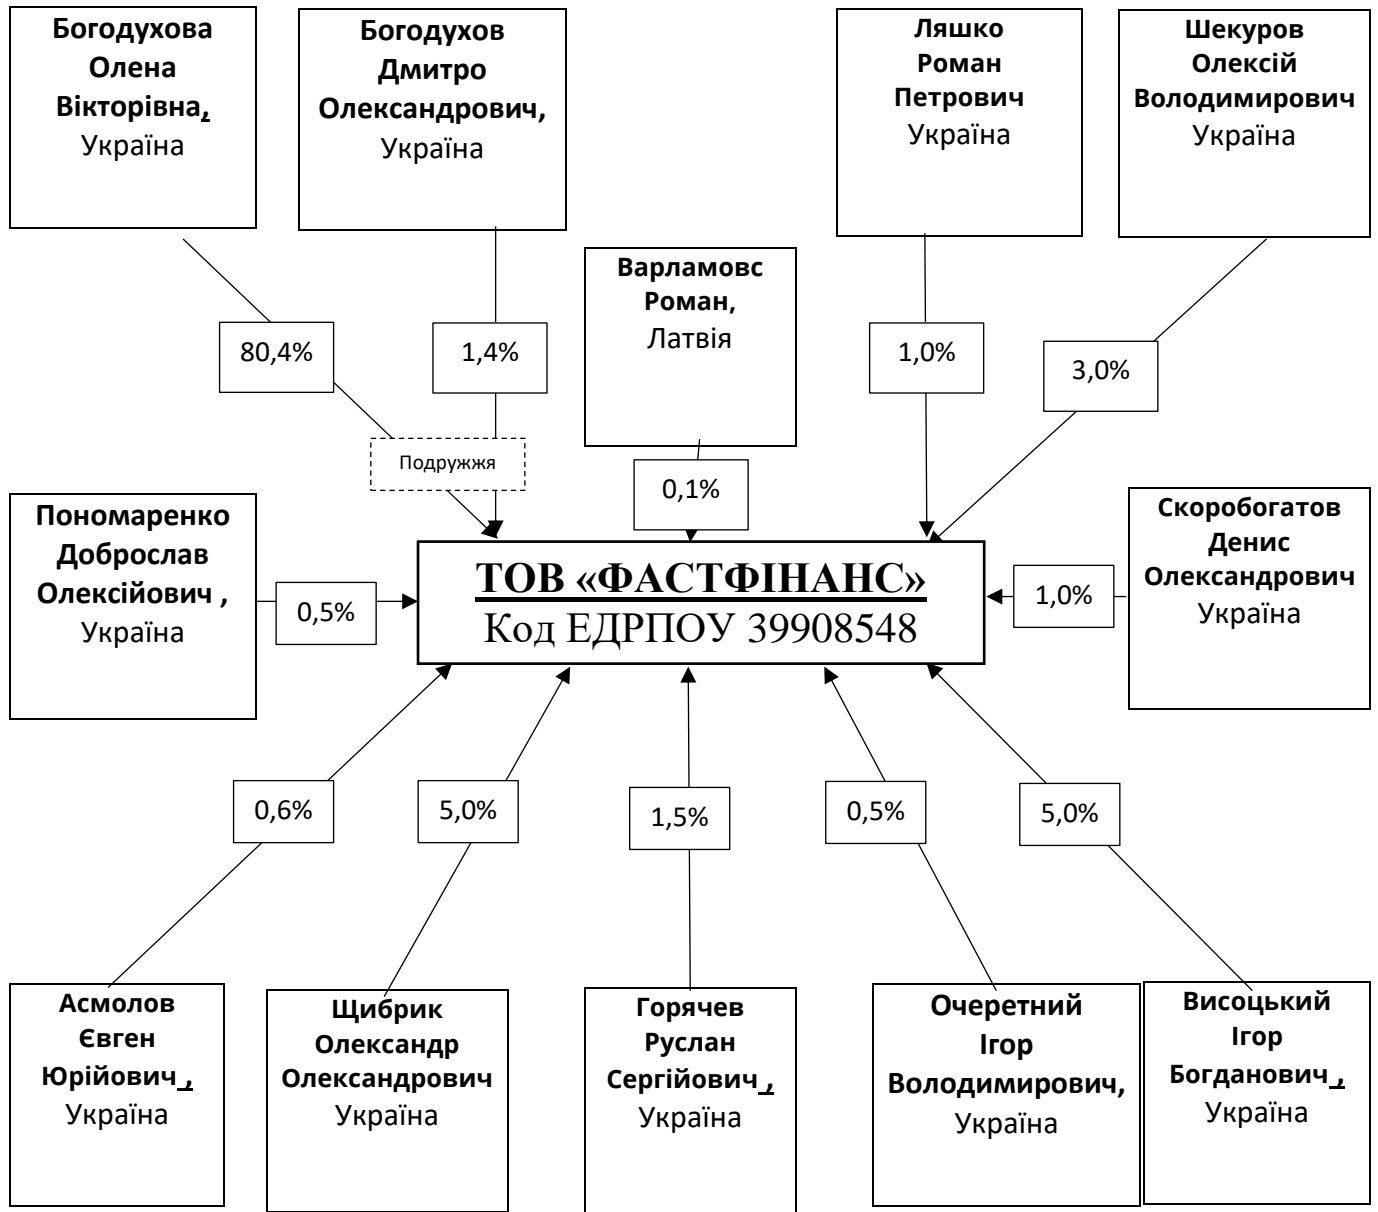 Богодухова
Олена
Вікторівна,
Україна
Богодухов
Дмитро
Олександрович,
Україна
Ляшко
Роман
Петрович
Україна
Шекуров
Олексій
Володимирович
Україна
Варламовс
Роман,
Латвія
80,4%
1,4%
1,0%
3,0%
Подружжя
0,1%
Пономаренко
Доброслав
Олексійович ,
Україна
0,5%
ТОВ «ФАСТФІНАНС»
Код ЕДРПОУ 39908548
1,0%
Скоробогатов
Денис
Олександрович
Україна
0,6%
5,0%
1,5%
0,5%
5,0%
Асмолов
Євген
Юрійович ,
Україна
Щибрик
Олександр
Олександрович
Україна
Горячев
Руслан
Сергійович ,
Україна
Очеретний
Ігор
Володимирович,
Україна
Висоцький
Ігор
Богданович ,
Україна